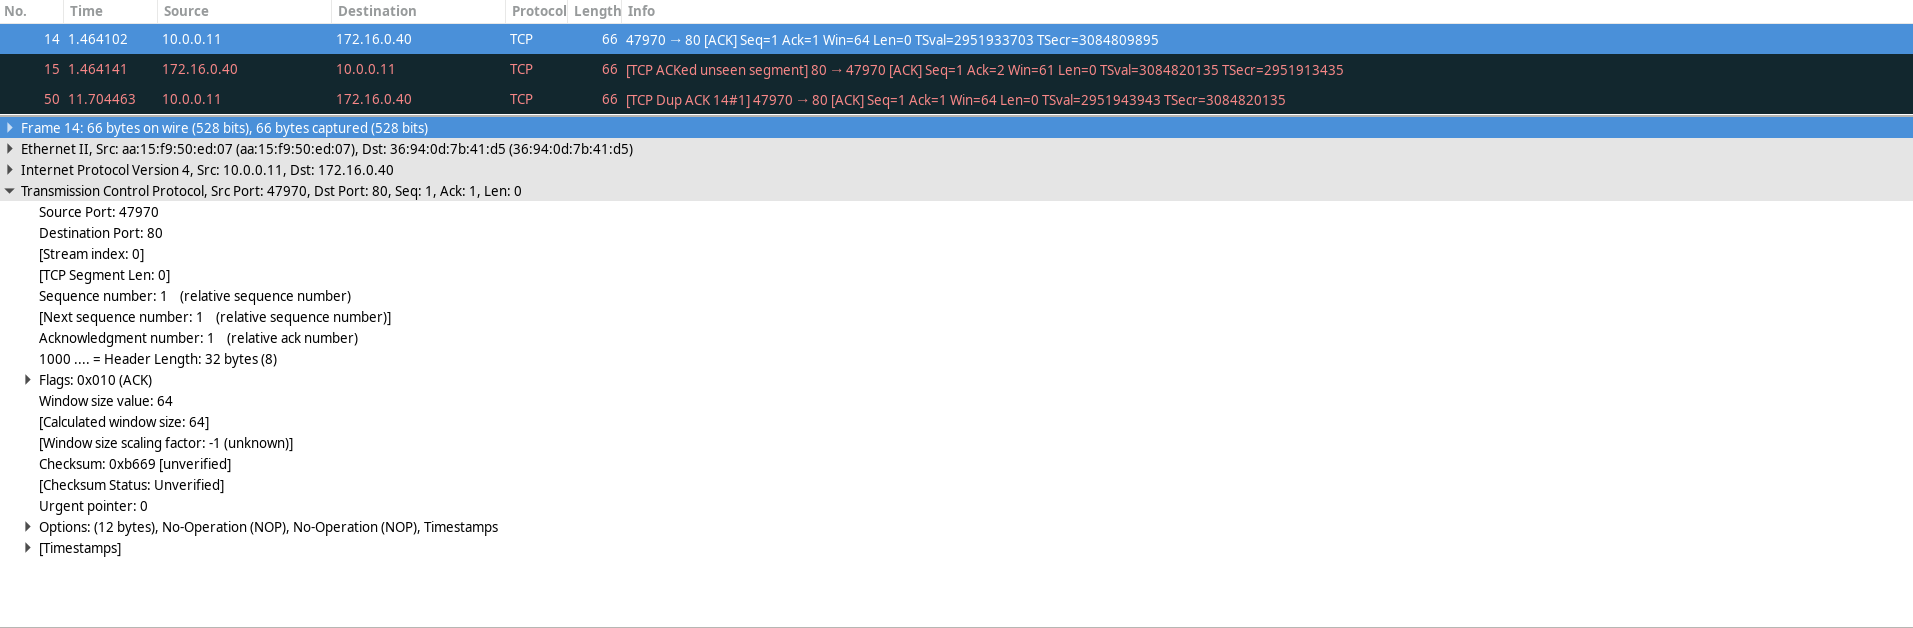 No. Time Source Destination Protocol Length Info
14 1.464102 10.0.0.11 172.16.0.40 TCP 66 47970 → 80 [ACK] Seq=1 Ack=1 Win=64 Len=0 TSval=2951933703 TSecr=3084809895
15 1.464141 172.16.0.40 10.0.0.11 TCP 66 [TCP ACKed unseen segment] 80 → 47970 [ACK] Seq=1 Ack=2 Win=61 Len=0 TSval=3084820135 TSecr=2951913435
50 11.704463 10.0.0.11 172.16.0.40 TCP 66 [TCP Dup ACK 14#1] 47970 → 80 [ACK] Seq=1 Ack=1 Win=64 Len=0 TSval=2951943943 TSecr=3084820135
Frame 14: 66 bytes on wire (528 bits), 66 bytes captured (528 bits)
Ethernet II, Src: aa:15:f9:50:ed:07 (aa:15:f9:50:ed:07), Dst: 36:94:0d:7b:41:d5 (36:94:0d:7b:41:d5)
Internet Protocol Version 4, Src: 10.0.0.11, Dst: 172.16.0.40
Transmission Control Protocol, Src Port: 47970, Dst Port: 80, Seq: 1, Ack: 1, Len: 0
Source Port: 47970
Destination Port: 80
[Stream index: 0]
[TCP Segment Len: 0]
Sequence number: 1 (relative sequence number)
[Next sequence number: 1 (relative sequence number)]
Acknowledgment number: 1 (relative ack number)
1000 .... = Header Length: 32 bytes (8)
Flags: 0x010 (ACK)
Window size value: 64
[Calculated window size: 64]
[Window size scaling factor: -1 (unknown)]
Checksum: 0xb669 [unverified]
[Checksum Status: Unverified]
Urgent pointer: 0
Options: (12 bytes), No-Operation (NOP), No-Operation (NOP), Timestamps
[Timestamps]